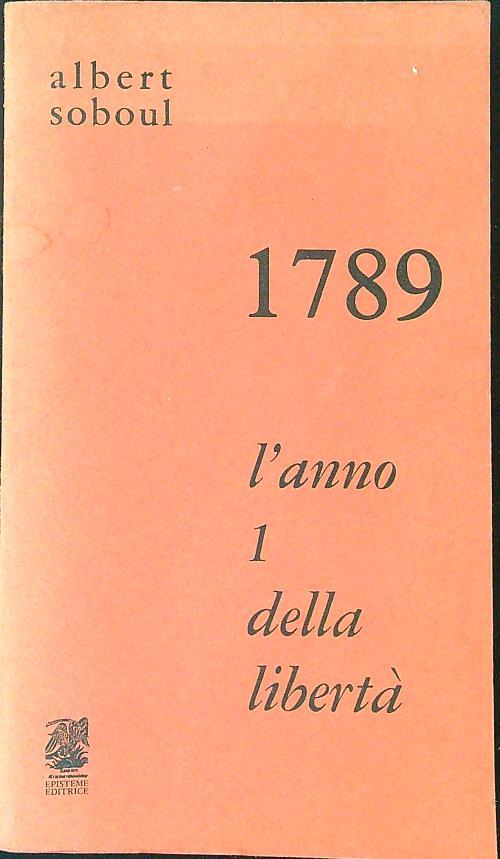 albert
soboul
1789
l'anno
1
della
libertà
EPISTEME
EDITRICE